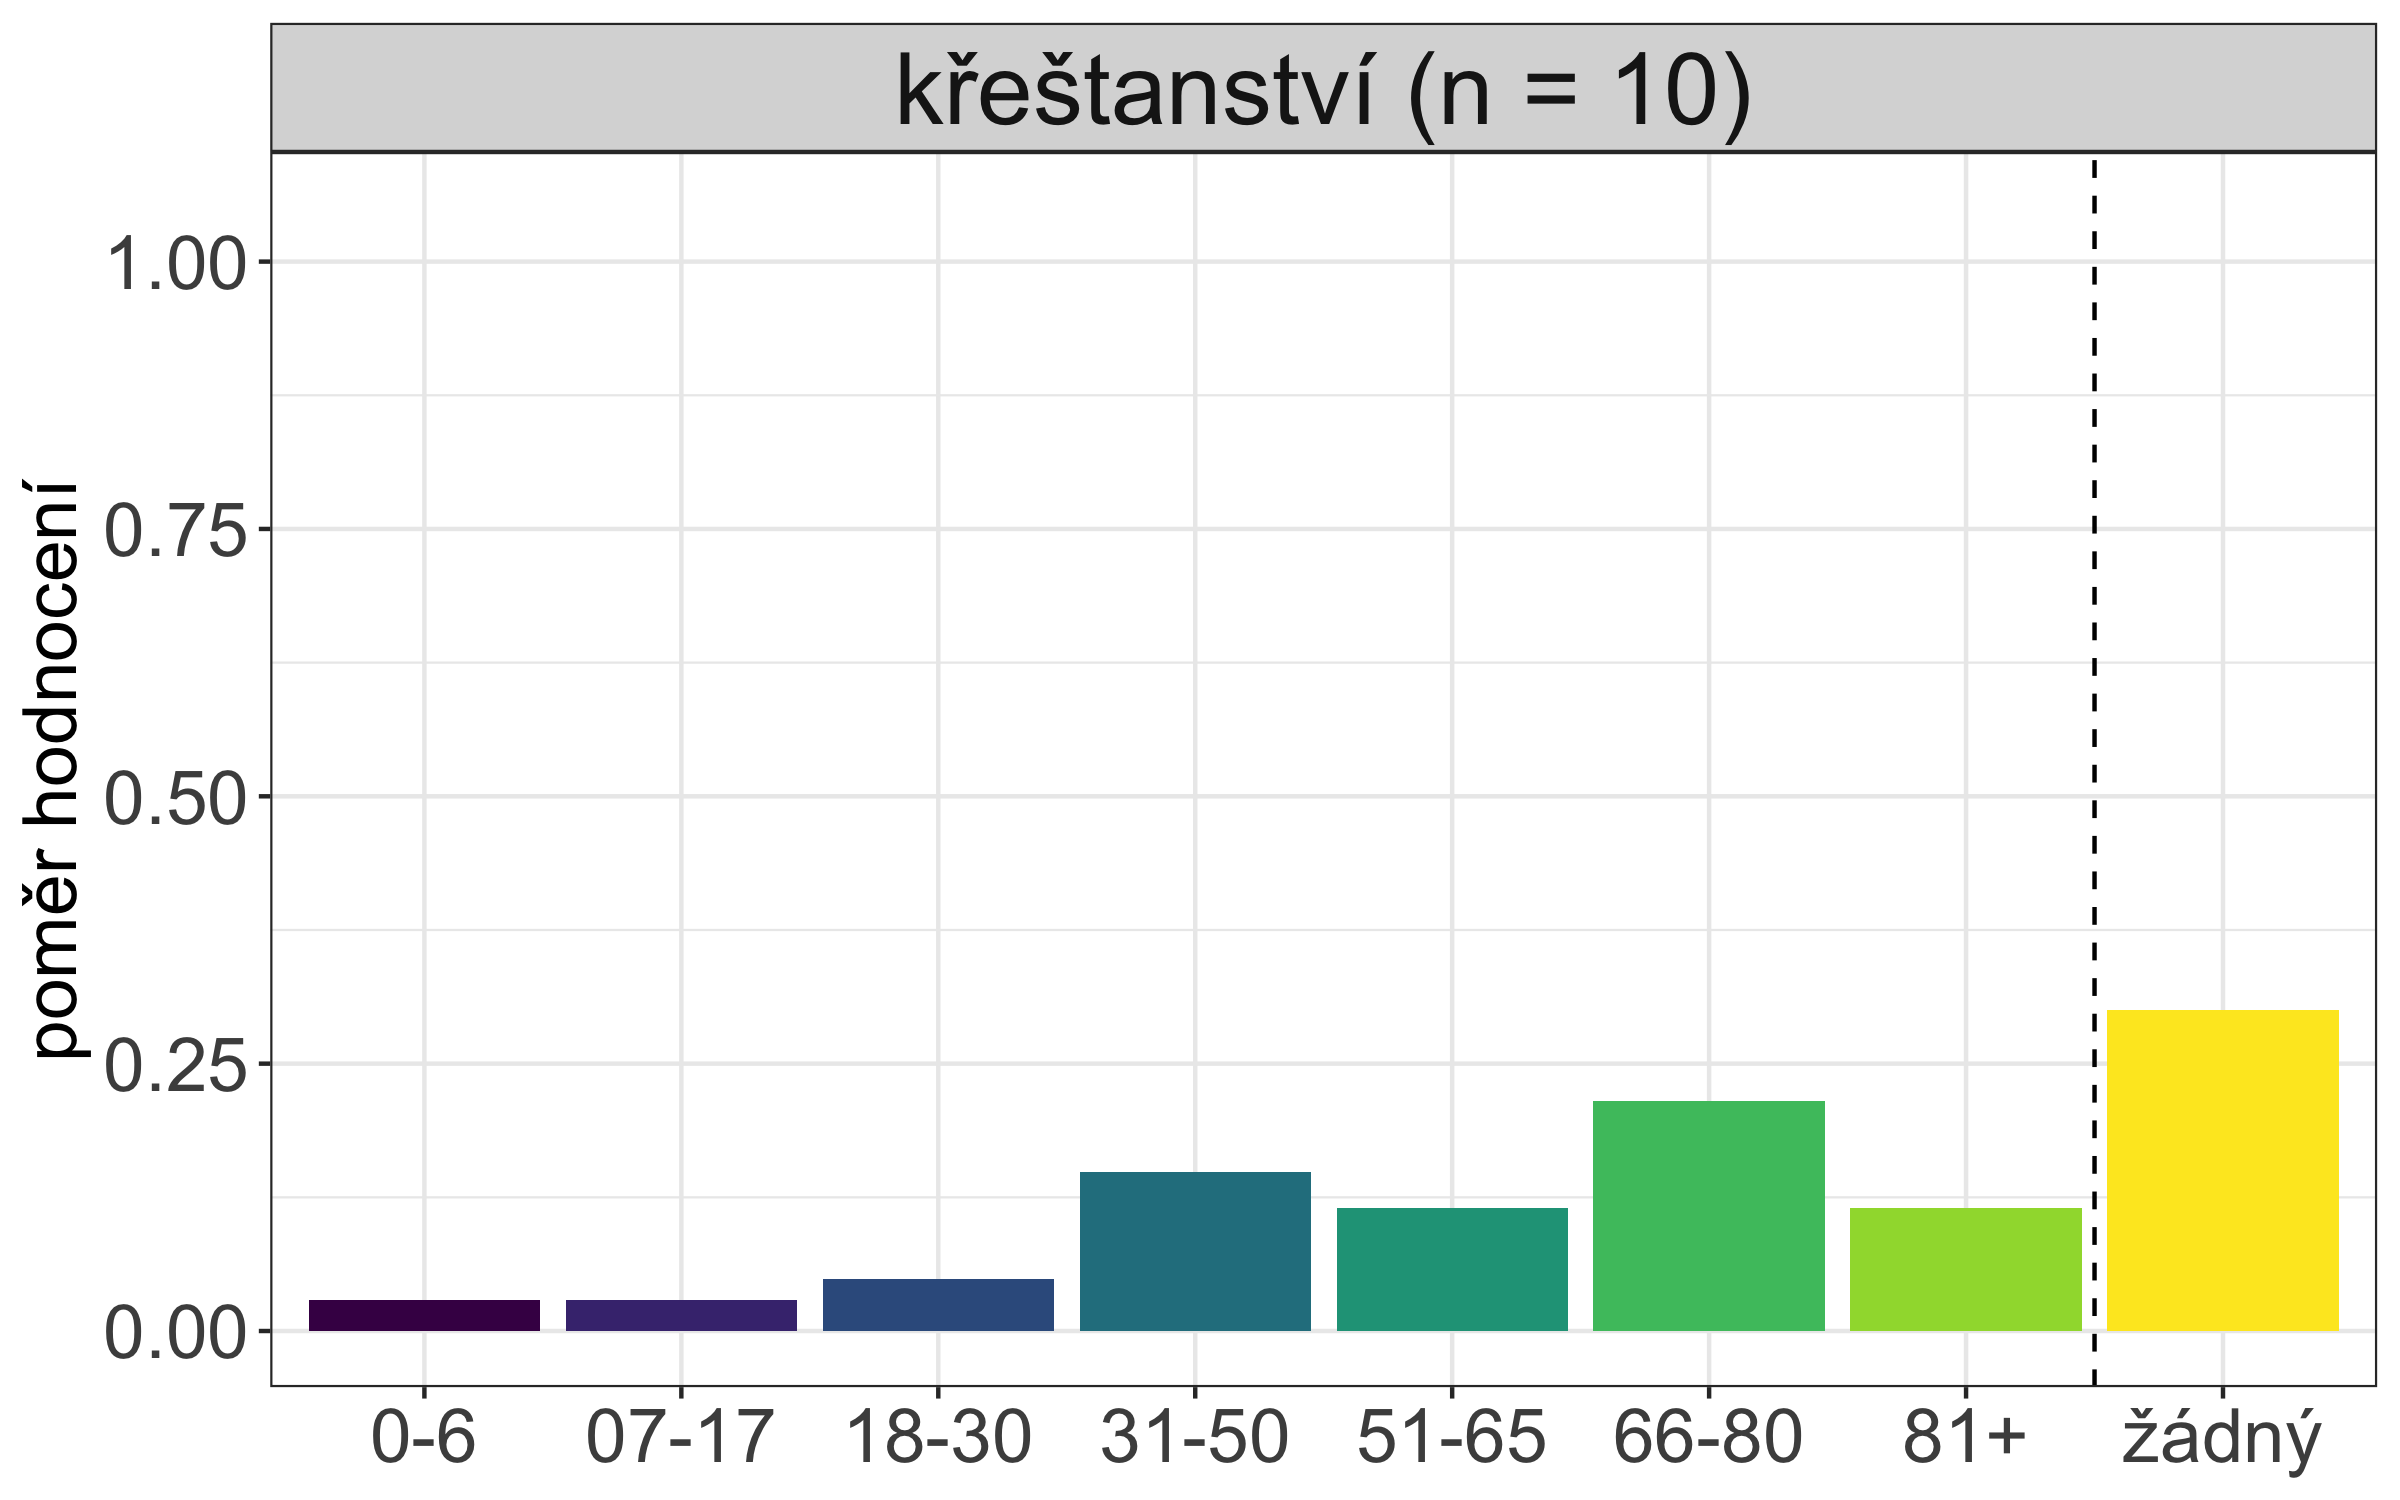 křeštanství (n = 10)
poměr hodnocení
1.00
0.75
0.50
0.25
0.00
0-6 07-17 18-30 31-50 51-65 66-80 81+ žádný